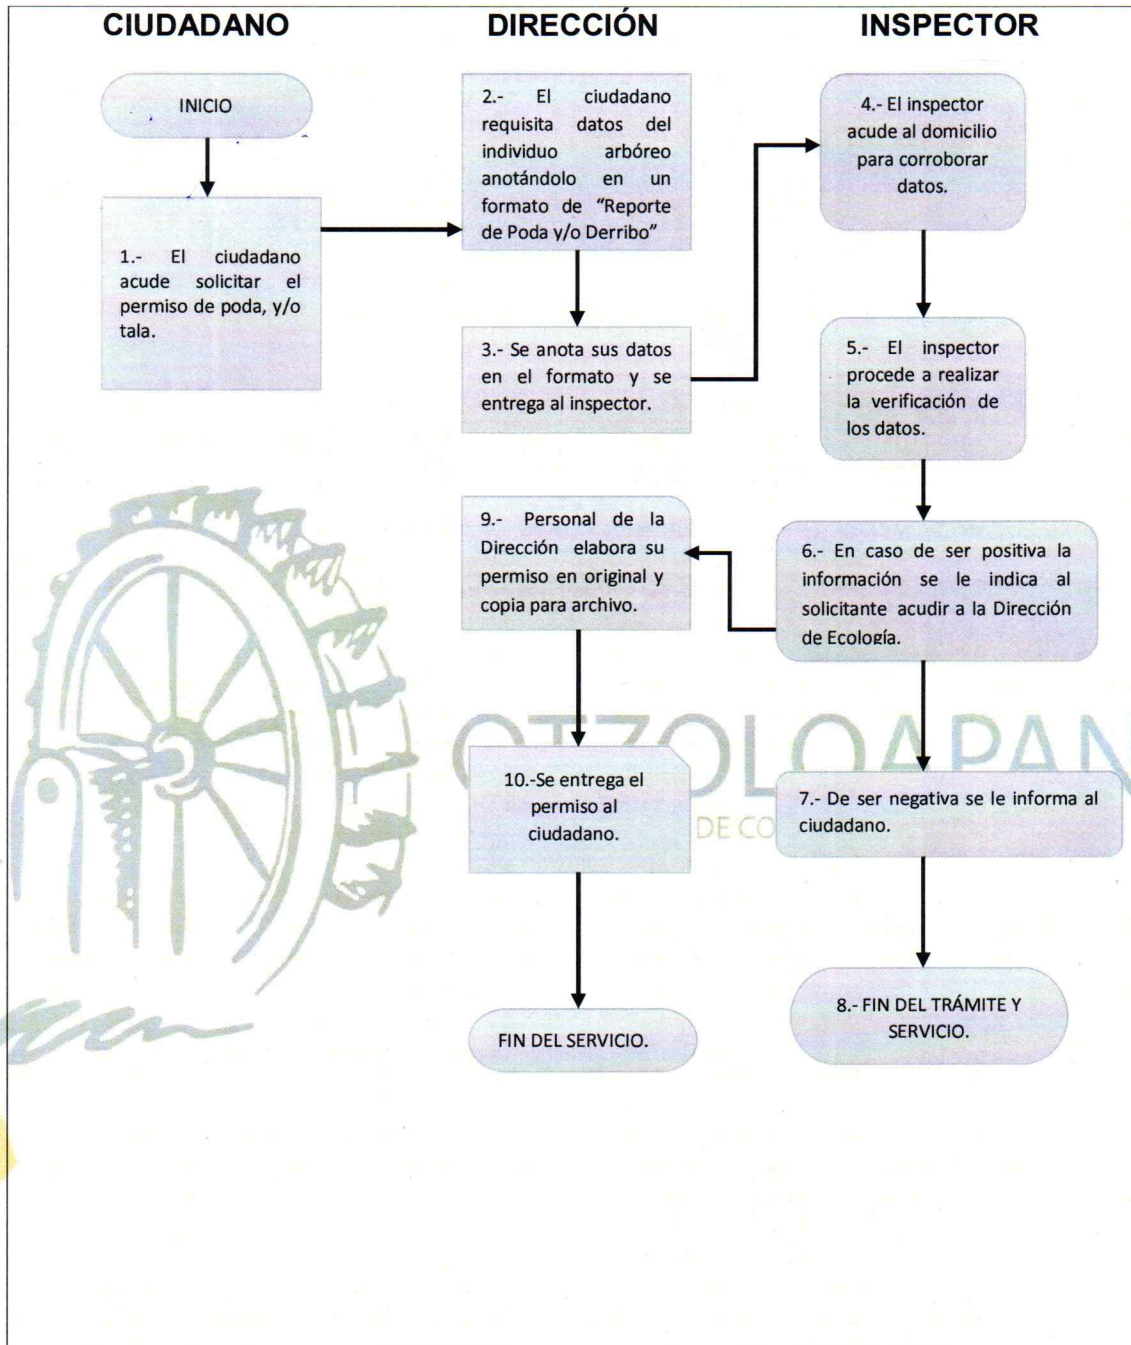 CIUDADANO
DIRECCIÓN
INSPECTOR
INICIO
1.- El ciudadano
acude solicitar el
permiso de poda, y/o
tala.
2.- El ciudadano
requisita datos del
individuo arbóreo
anotándolo en un
formato de “Reporte
de Poda y/o Derribo”
3.- Se anota sus datos
en el formato y se
entrega al inspector.
4.- El inspector
acude al domicilio
para corroborar
datos.
5.- El inspector
procede a realizar
la verificación de
los datos.
6.- En caso de ser positiva la
información se le indica al
solicitante acudir a la Dirección
de Ecología.
9.- Personal de la
Dirección elabora su
permiso en original y
copia para archivo.
OTZOLOAPAN
DE CO
10.-Se entrega el
permiso al
ciudadano.
7.- De ser negativa se le informa al
ciudadano.
8.- FIN DEL TRÁMITE Y
SERVICIO.
FIN DEL SERVICIO.